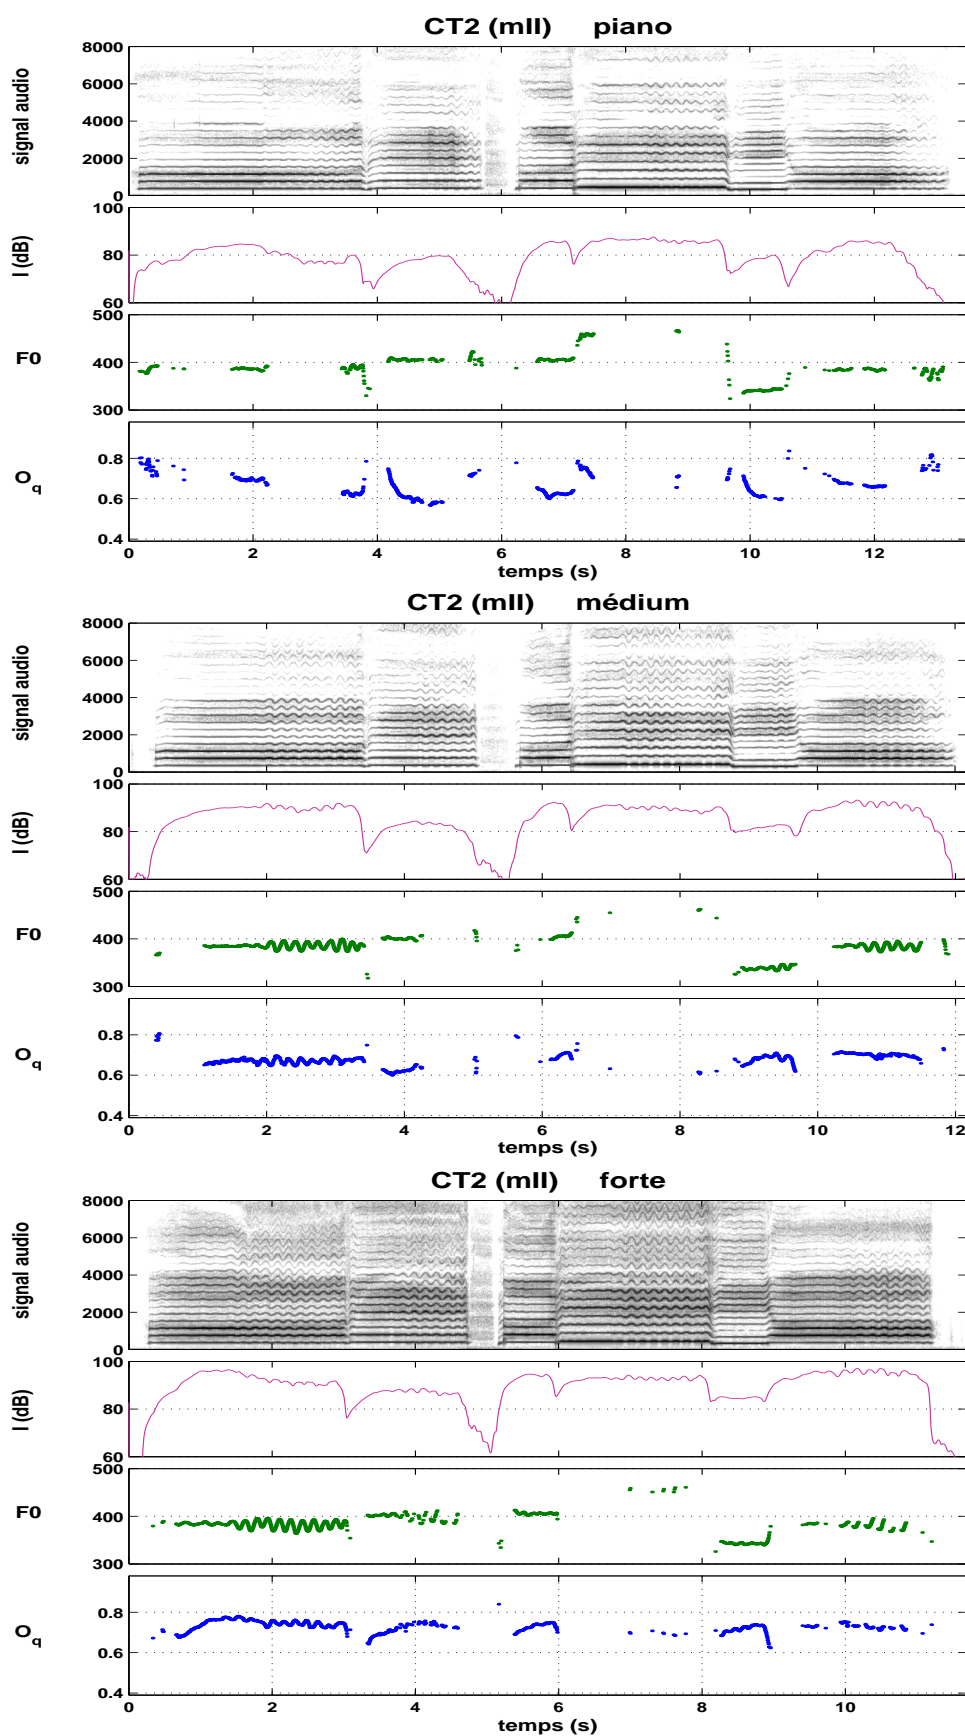 CT2 (mII) piano
signal audio
8000
6000
4000
2000
0
I (dB)
100
80
60
F0
500
400
300
Oq
0.8
0.6
0.4
0 2 4 6 8 10 12
temps (s)
CT2 (mII) médium
signal audio
8000
6000
4000
2000
0
I (dB)
100
80
60
F0
500
400
300
Oq
0.8
0.6
0.4
0 2 4 6 8 10 12
temps (s)
CT2 (mII) forte
signal audio
8000
6000
4000
2000
0
I (dB)
100
80
60
F0
500
400
300
Oq
0.8
0.6
0.4
0 2 4 6 8 10
temps (s)